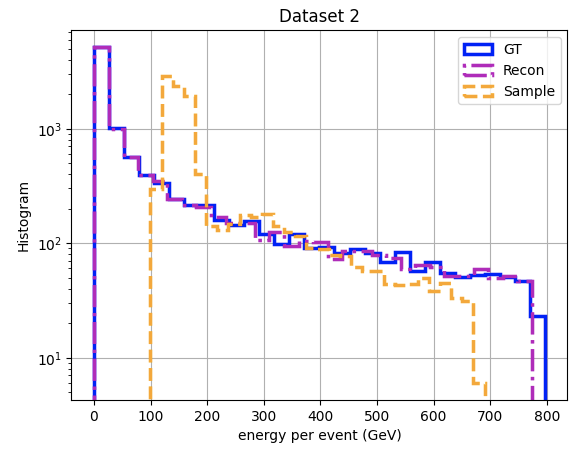 Dataset 2
GT
Recon
Sample
10³
10²
10¹
Histogram
0 100 200 300 400 500 600 700 800
energy per event (GeV)